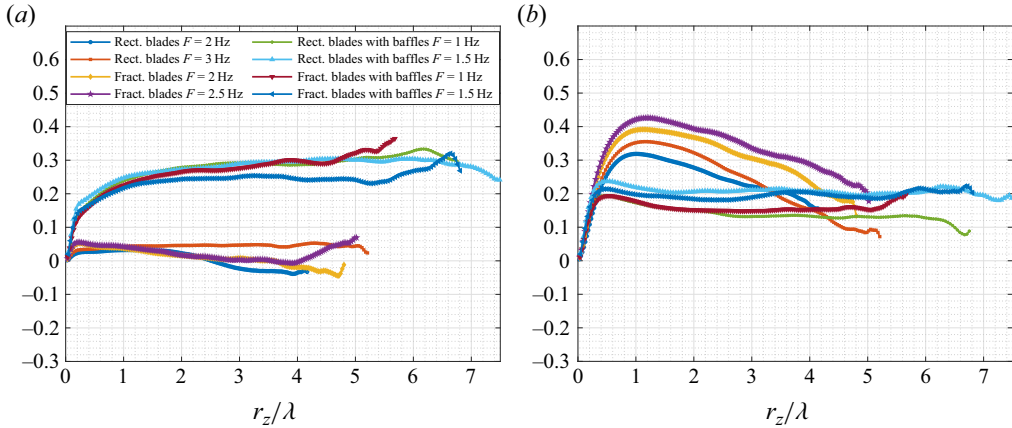 (a)
(b)
Rect. blades F = 2 Hz
Rect. blades F = 3 Hz
Fract. blades F = 2 Hz
Fract. blades F = 2.5 Hz
Rect. blades with baffles F = 1 Hz
Rect. blades with baffles F = 1.5 Hz
Fract. blades with baffles F = 1 Hz
Fract. blades with baffles F = 1.5 Hz
0.6
0.5
0.4
0.3
0.2
0.1
0
–0.1
–0.2
–0.3
0 1 2 3 4 5 6 7
r_z/λ
0.6
0.5
0.4
0.3
0.2
0.1
0
–0.1
–0.2
–0.3
0 1 2 3 4 5 6 7
r_z/λ